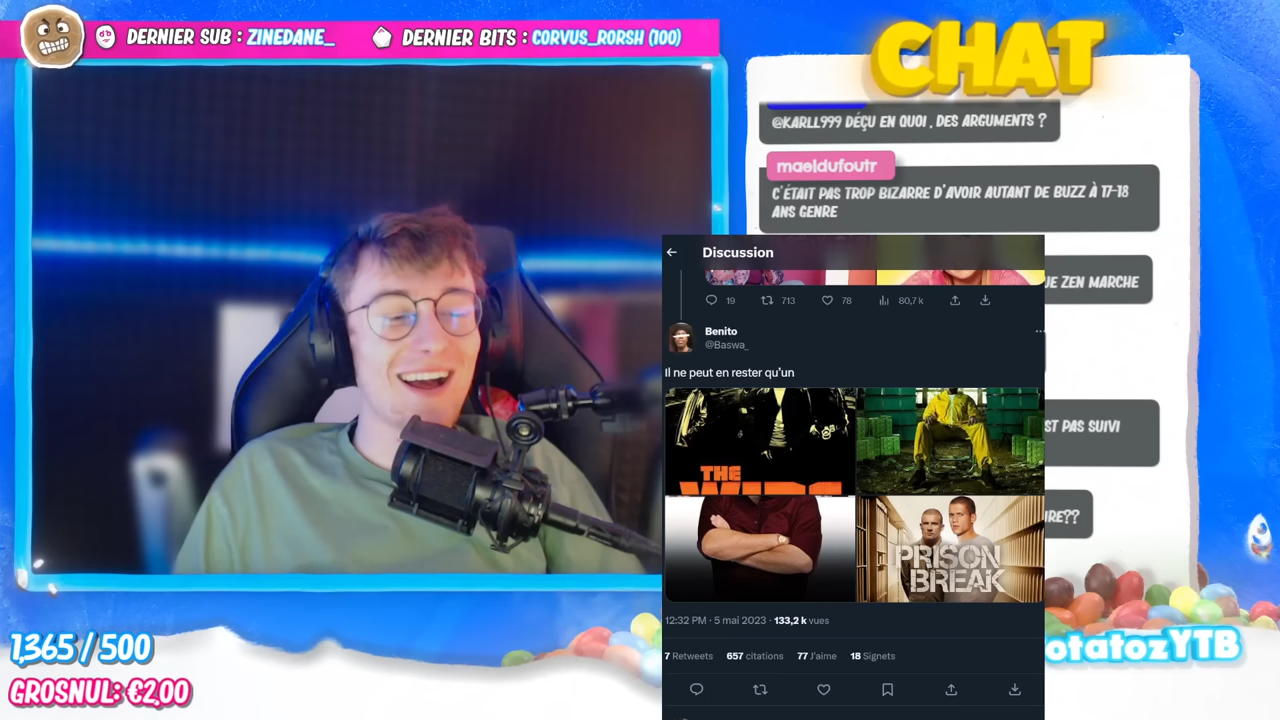 DERNIER SUB : ZINEDANE_
DERNIER BITS : CORVUS_RORSH (100)
CHAT
@KARLL999 DÉÇU EN QUOI , DES ARGUMENTS ?
maeldufoutr
C'ÉTAIT PAS TROP BIZARRE D'AVOIR AUTANT DE BUZZ À 17-18
ANS GENRE
JE ZEN MARCHE
ST PAS SUIVI
IRE??
Discussion
19
713
78
80,7 k
Benito
@Baswa_
Il ne peut en rester qu'un
THE
WIRE
PRISON
BREAK
12:32 PM · 5 mai 2023 · 133,2 k vues
7 Retweets
657 citations
77 J'aime
18 Signets
1,365 / 500
GROSNUL: €2,00
otatozYTB